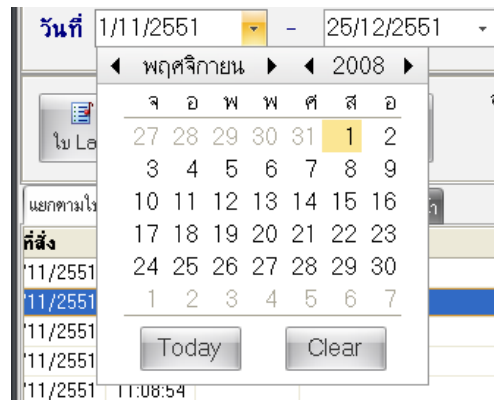 วันที่ 1/11/2551 – 25/12/2551
พฤศจิกายน 2008
จ อ พ พ ศ ส อ
27 28 29 30 31 1 2
ใบ
3 4 5 6 7 8 9
แยกตามใบ 10 11 12 13 14 15 16
17 18 19 20 21 22 23
ที่สั่ง
24 25 26 27 28 29 30
11/2551
1 2 3 4 5 6 7
11/2551
11/2551
Today Clear
11/2551
11/2551 11:08:54